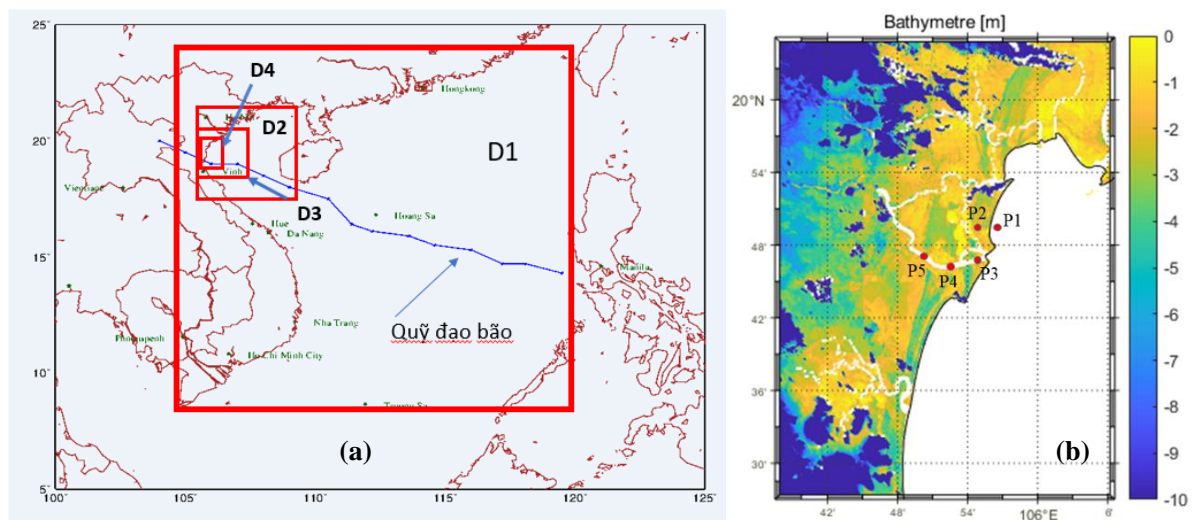 25˚
20˚
15˚
10˚
5˚
100˚
105˚
110˚
115˚
120˚
125˚
D4
D2
D1
D3
Hongkong
Vinh
Vientiane
Hue
Da Nang
Hoang Sa
Manila
Nha Trang
Ho Chi Minh City
Quỹ đạo bão
(a)
Bathymetre [m]
20°N
54'
48'
42'
36'
30'
42'
48'
54'
106°E
6'
P2
P1
P5
P4
P3
(b)
0
-1
-2
-3
-4
-5
-6
-7
-8
-9
-10